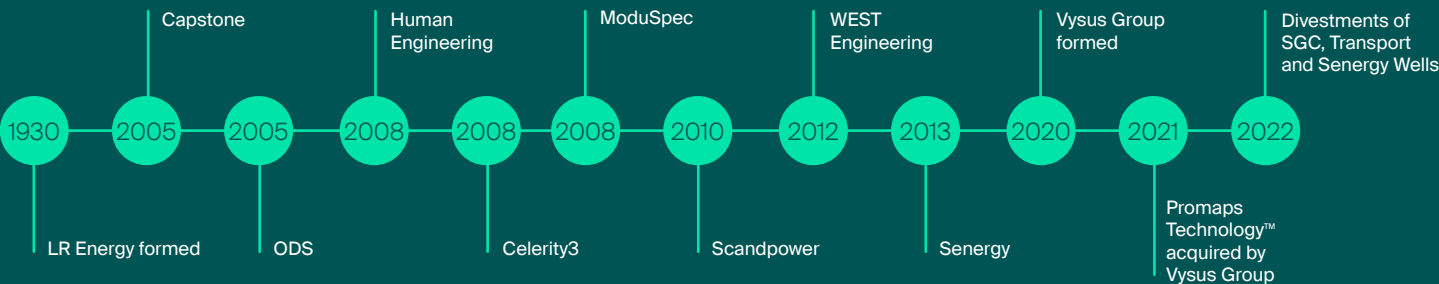 Capstone
Human
Engineering
ModuSpec
WEST
Engineering
Vysus Group
formed
Divestments of
SGC, Transport
and Senergy Wells
1930
2005
2005
2008
2008
2008
2010
2012
2013
2020
2021
2022
LR Energy formed
ODS
Celerity3
Scandpower
Senergy
Promaps
Technology™
acquired by
Vysus Group